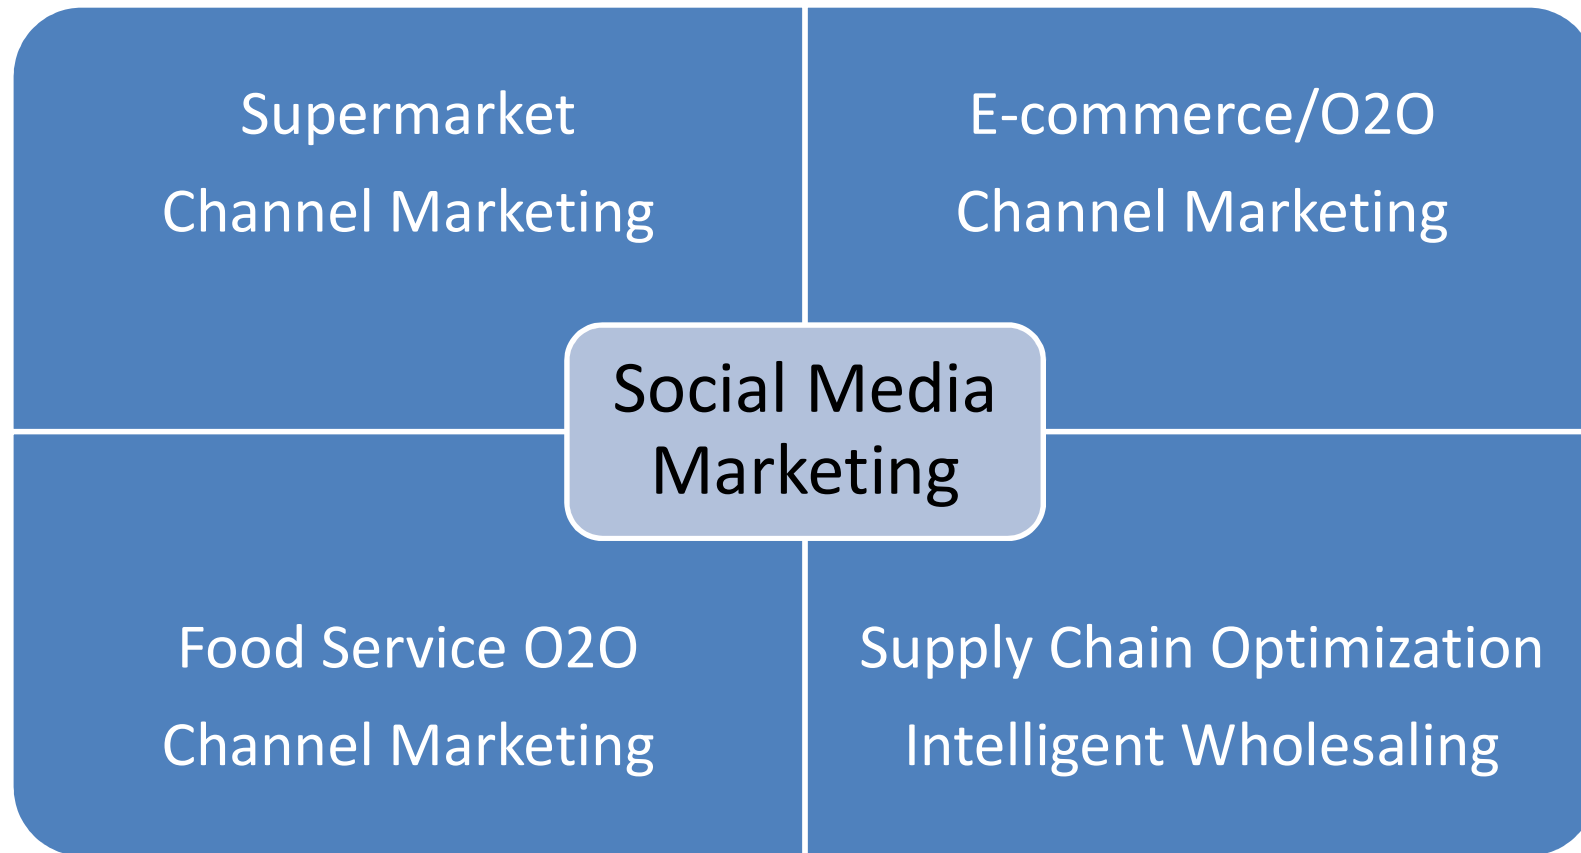 Supermarket
Channel Marketing
E-commerce/O2O
Channel Marketing
Social Media
Marketing
Food Service O2O
Channel Marketing
Supply Chain Optimization
Intelligent Wholesaling